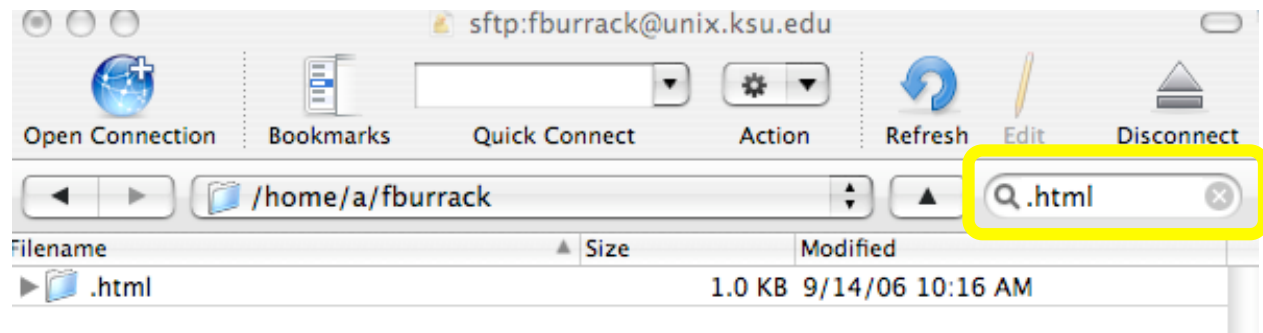 sftp:fburrack@unix.ksu.edu
Open Connection Bookmarks Quick Connect Action Refresh Edit Disconnect
/home/a/fburrack .html
Filename Size Modified
.html 1.0 KB 9/14/06 10:16 AM